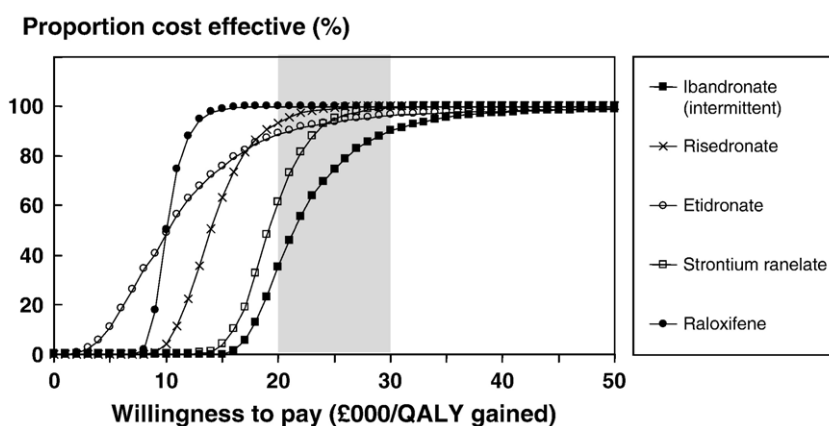 Proportion cost effective (%)
100
80
60
40
20
0
0 10 20 30 40 50
Willingness to pay (£000/QALY gained)
Ibandronate
(intermittent)
Risedronate
Etidronate
Strontium ranelate
Raloxifene